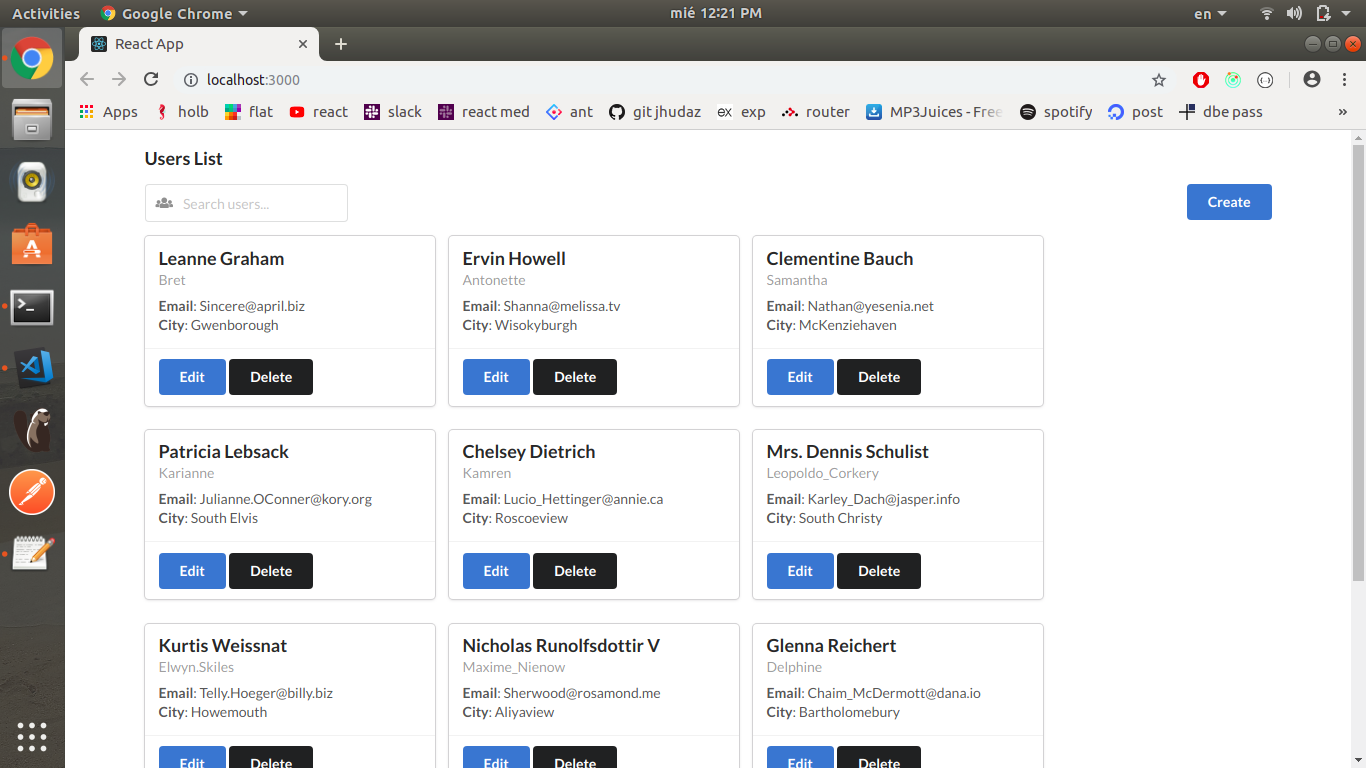 Activities Google Chrome mié 12:21 PM en
React App
localhost:3000
Apps holb flat react slack react med ant git jhudaz exp router MP3Juices - Free spotify post dbe pass »
Users List
Search users...
Create
Leanne Graham Ervin Howell Clementine Bauch
Bret Antonette Samantha
Email: Sincere@april.biz Email: Shanna@melissa.tv Email: Nathan@yesenia.net
City: Gwenborough City: Wisokyburgh City: McKenziehaven
Edit Delete Edit Delete Edit Delete
Patricia Lebsack Chelsey Dietrich Mrs. Dennis Schulist
Karianne Kamren Leopoldo_Corkery
Email: Julianne.OConner@kory.org Email: Lucio_Hettinger@annie.ca Email: Karley_Dach@jasper.info
City: South Elvis City: Roscoeview City: South Christy
Edit Delete Edit Delete Edit Delete
Kurtis Weissnat Nicholas Runolfsdottir V Glenna Reichert
Elwyn.Skiles Maxime_Nienow Delphine
Email: Telly.Hoeger@billy.biz Email: Sherwood@rosamond.me Email: Chaim_McDermott@dana.io
City: Howemouth City: Aliyaview City: Bartholomebury
Edit Delete Edit Delete Edit Delete